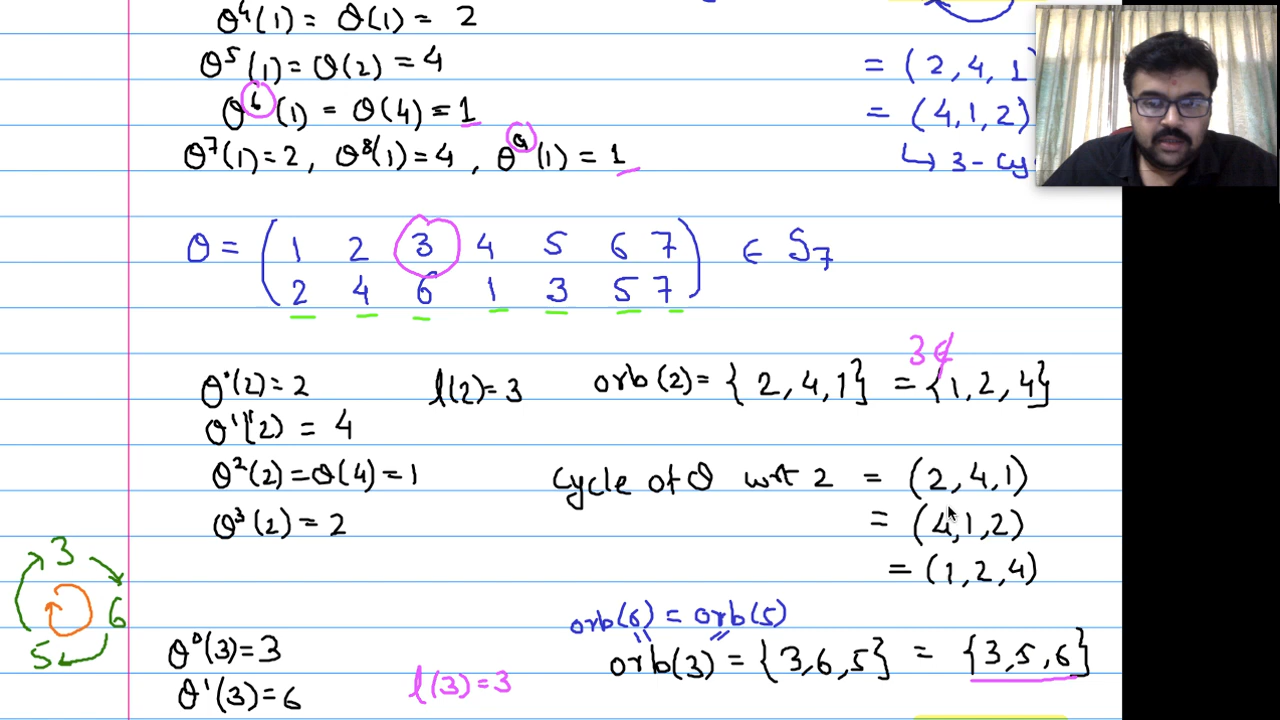 θ⁴(1) = θ(1) = 2
θ⁵(1) = θ(2) = 4
= (2, 4, 1
θ⁶(1) = θ(4) = 1
= (4, 1, 2)
θ⁷(1) = 2, θ⁸(1) = 4, θ⁹(1) = 1
↳ 3-cy
θ = ( 1 2 3 4 5 6 7 ) ∈ S₇
2 4 6 1 3 5 7
3 ∉
θ⁰(2) = 2 l(2) = 3 orb(2) = {2, 4, 1} = {1, 2, 4}
θ¹(2) = 4
θ²(2) = θ(4) = 1 Cycle of θ wrt 2 = (2, 4, 1)
θ³(2) = 2 = (4, 1, 2)
= (1, 2, 4)
3
6
5
orb(6) = orb(5)
θ⁰(3) = 3 orb(3) = {3, 6, 5} = {3, 5, 6}
θ¹(3) = 6 l(3) = 3